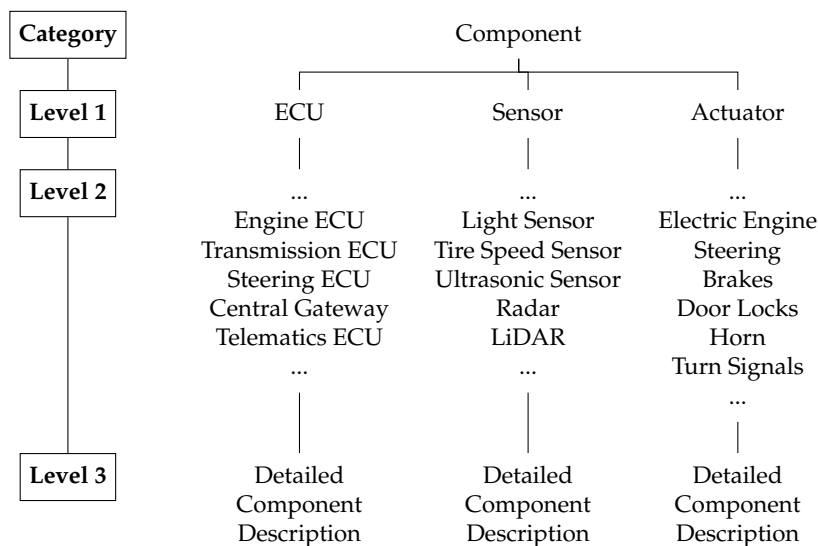 Category
Component
Level 1
ECU
Sensor
Actuator
Level 2
...
Engine ECU
Transmission ECU
Steering ECU
Central Gateway
Telematics ECU
...
...
Light Sensor
Tire Speed Sensor
Ultrasonic Sensor
Radar
LiDAR
...
...
Electric Engine
Steering
Brakes
Door Locks
Horn
Turn Signals
...
Level 3
Detailed
Component
Description
Detailed
Component
Description
Detailed
Component
Description